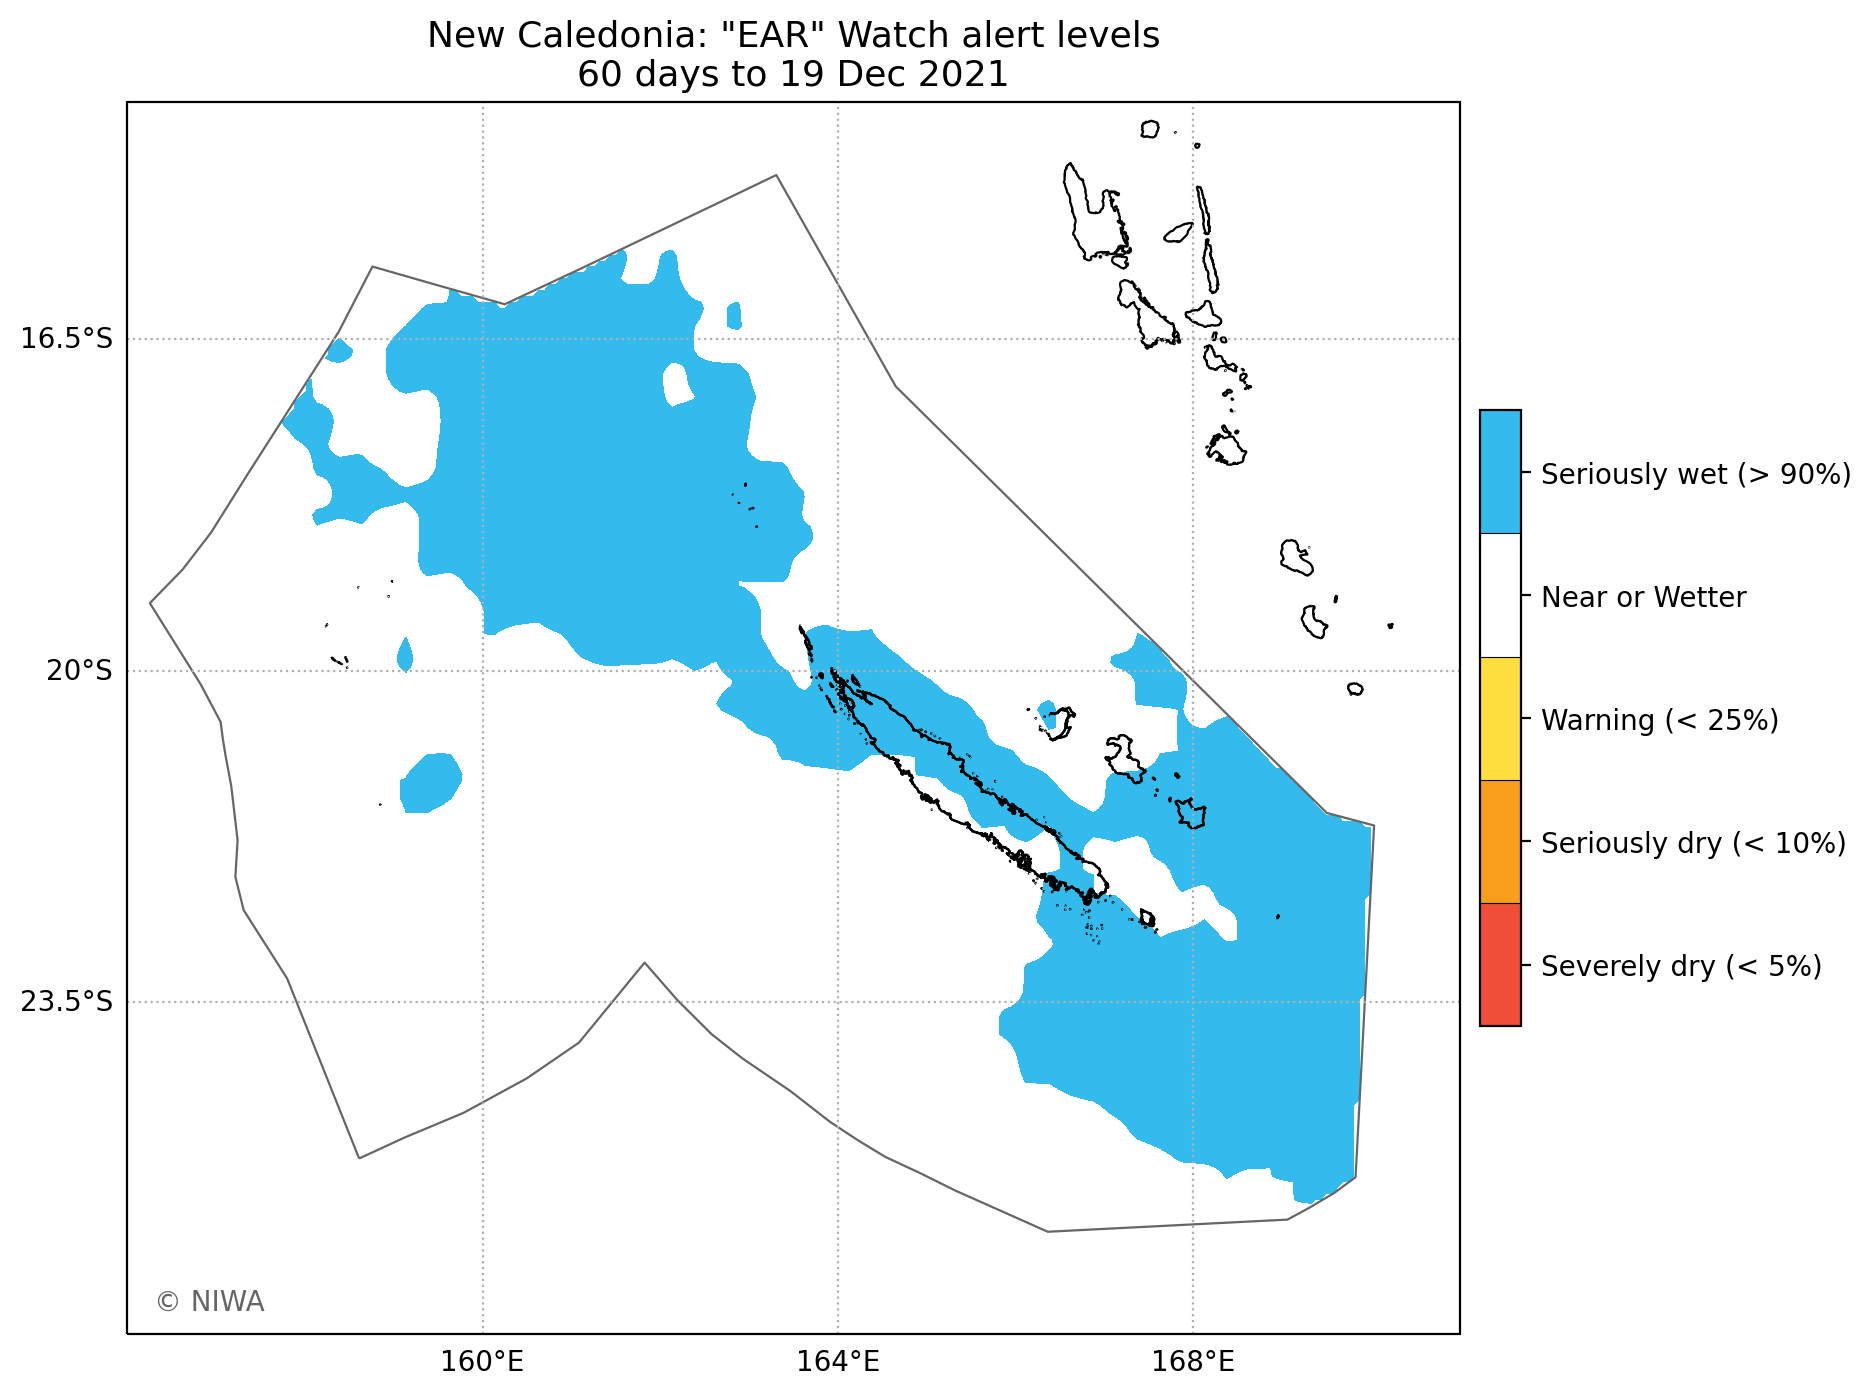 New Caledonia: "EAR" Watch alert levels
60 days to 19 Dec 2021
16.5°S
20°S
23.5°S
160°E
164°E
168°E
Seriously wet (> 90%)
Near or Wetter
Warning (< 25%)
Seriously dry (< 10%)
Severely dry (< 5%)
© NIWA